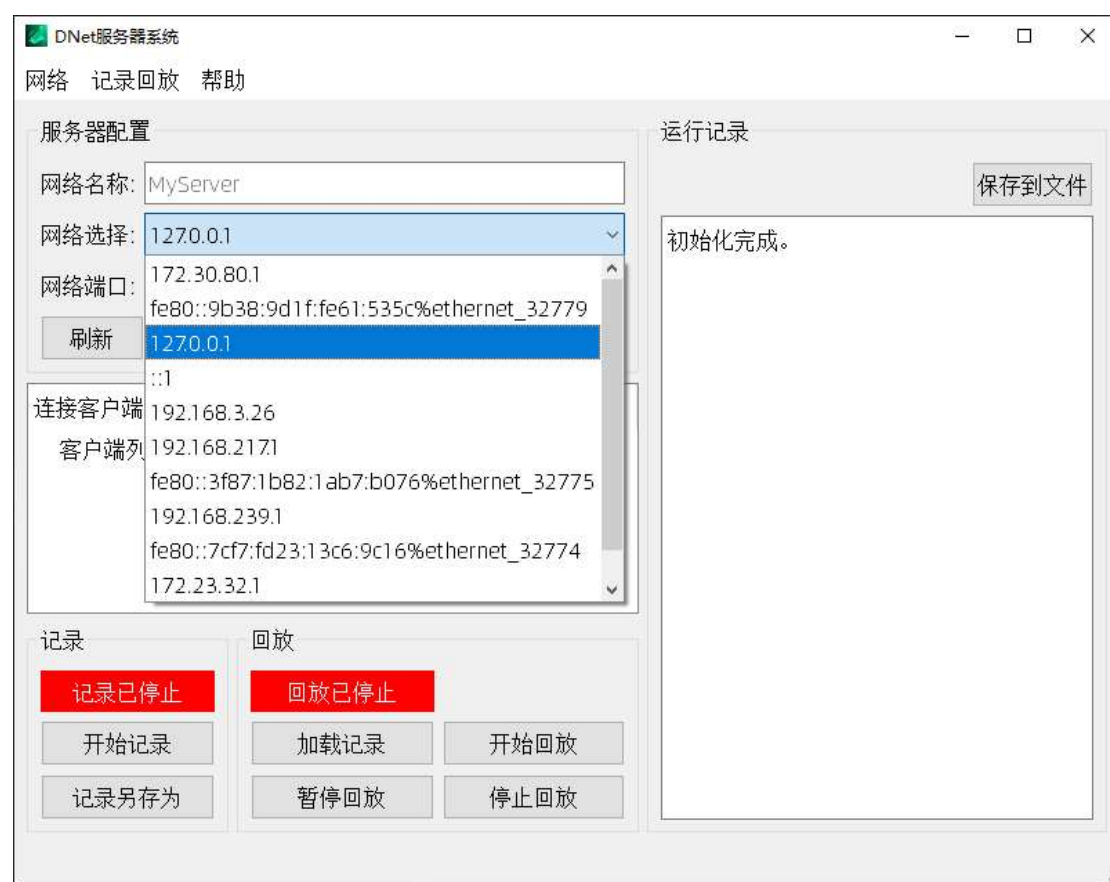 DNet服务器系统
网络 记录回放 帮助
服务器配置
网络名称: MyServer
网络选择: 127.0.0.1
172.30.80.1
fe80::9b38:9d1f:fe61:535c%ethernet_32779
127.0.0.1
::1
192.168.3.26
192.168.217.1
fe80::3f87:1b82:1ab7:b076%ethernet_32775
192.168.239.1
fe80::7cf7:fd23:13c6:9c16%ethernet_32774
172.23.32.1
网络端口:
刷新
连接客户端
客户端列
记录
记录已停止
开始记录
记录另存为
回放
回放已停止
加载记录 开始回放
暂停回放 停止回放
运行记录
保存到文件
初始化完成。